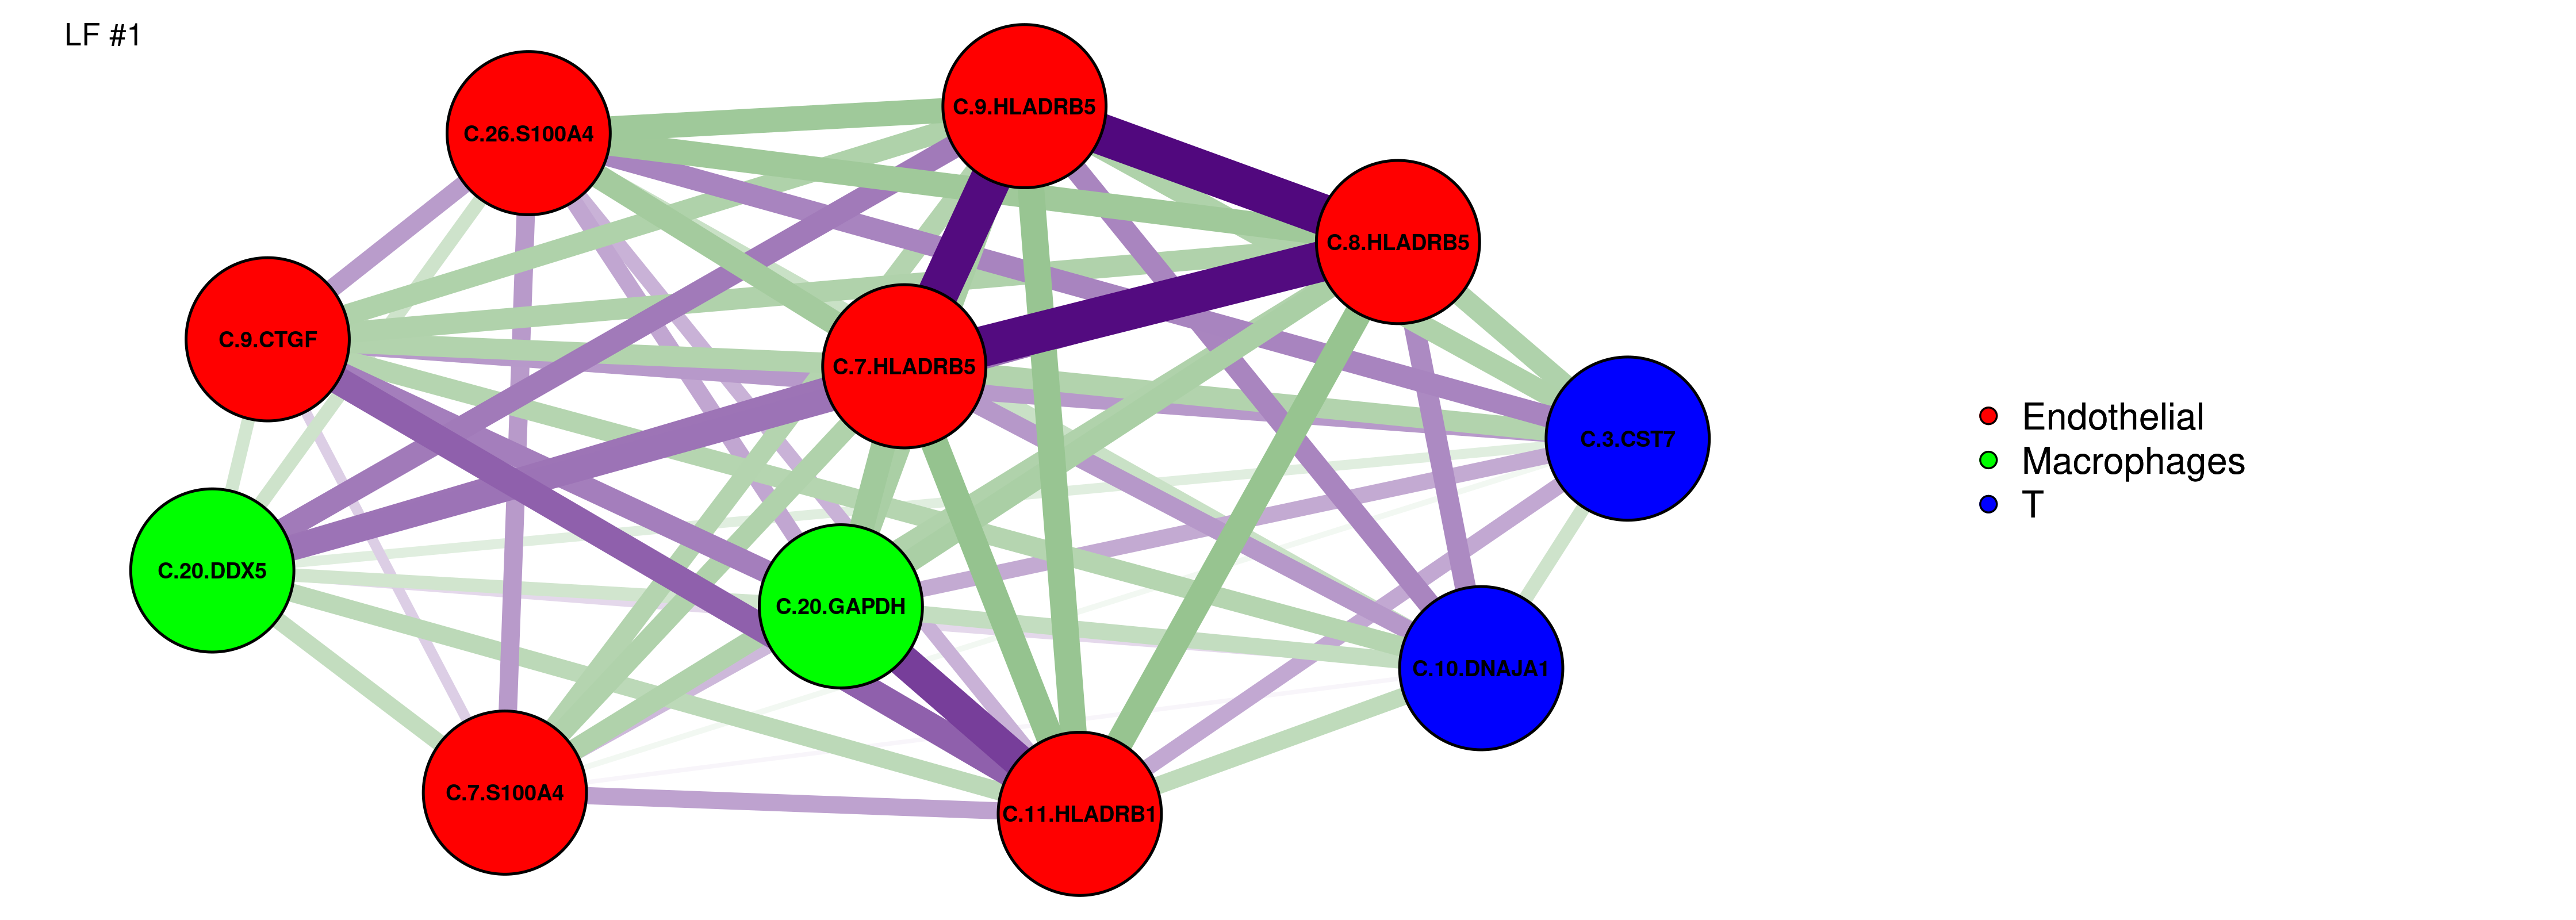 LF #1
C.9.HLADRB5
C.26.S100A4
C.8.HLADRB5
C.9.CTGF
C.7.HLADRB5
C.3.CST7
C.20.DDX5
C.20.GAPDH
C.10.DNAJA1
C.7.S100A4
C.11.HLADRB1
Endothelial
Macrophages
T